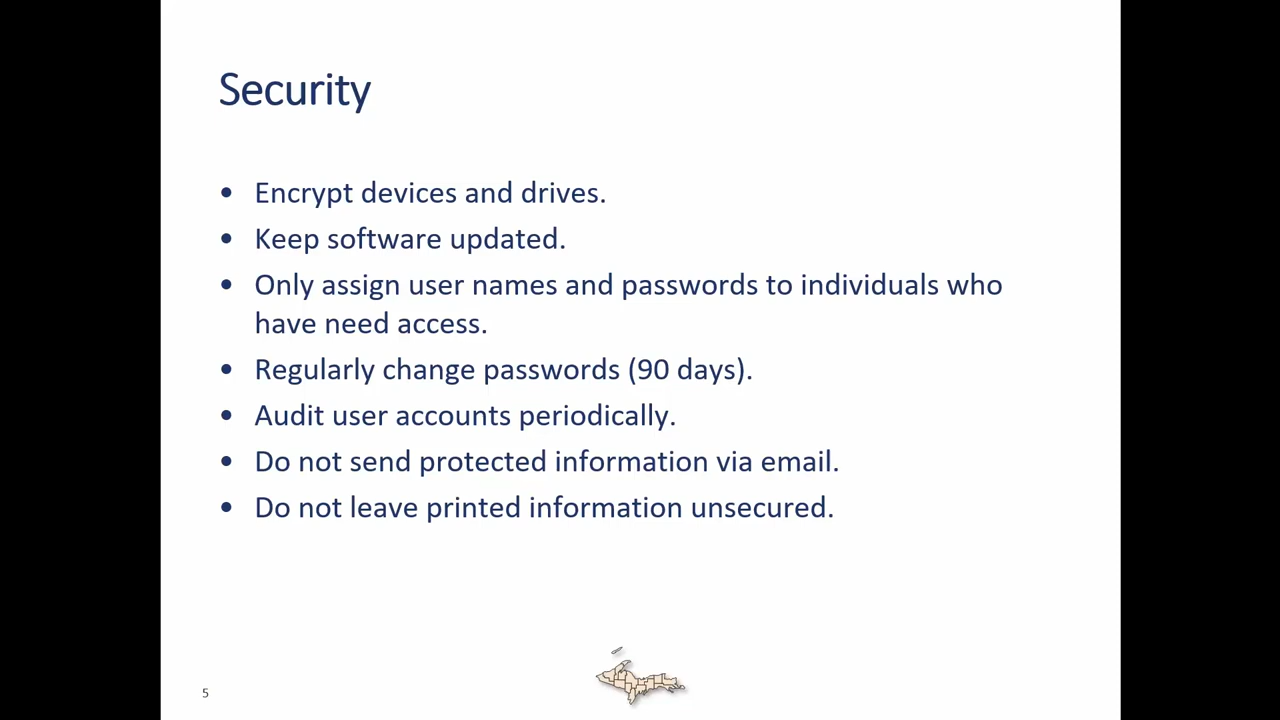 Security
• Encrypt devices and drives.
• Keep software updated.
• Only assign user names and passwords to individuals who
have need access.
• Regularly change passwords (90 days).
• Audit user accounts periodically.
• Do not send protected information via email.
• Do not leave printed information unsecured.
5